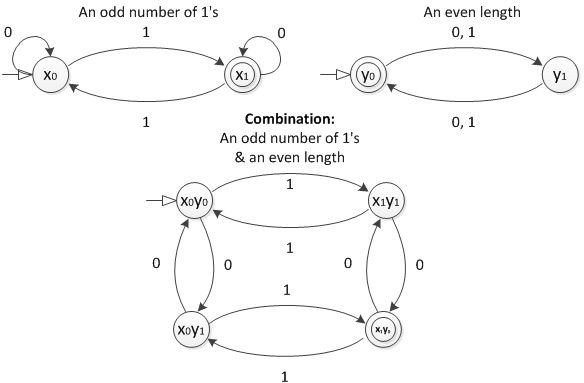 An odd number of 1's
An even length
0
1
0
0, 1
x0
x1
y0
y1
1
0, 1
Combination:
An odd number of 1's
& an even length
1
x0y0
x1y1
1
0
0
0
0
1
x0y1
1